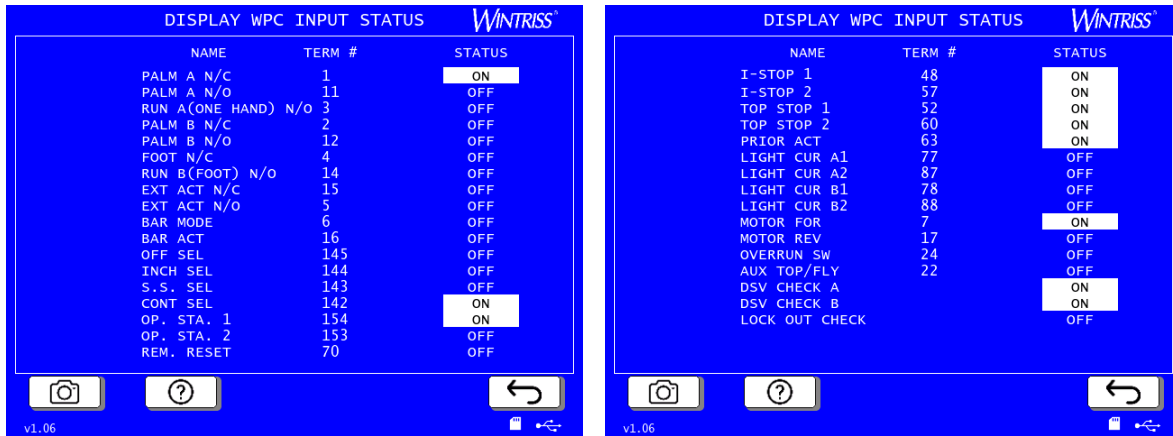 DISPLAY WPC INPUT STATUS WINTRISS®
NAME TERM # STATUS
PALM A N/C 1 ON
PALM A N/O 11 OFF
RUN A(ONE HAND) N/O 3 OFF
PALM B N/C 2 OFF
PALM B N/O 12 OFF
FOOT N/C 4 OFF
RUN B(FOOT) N/O 14 OFF
EXT ACT N/C 15 OFF
EXT ACT N/O 5 OFF
BAR MODE 6 OFF
BAR ACT 16 OFF
OFF SEL 145 OFF
INCH SEL 144 OFF
S.S. SEL 143 OFF
CONT SEL 142 ON
OP. STA. 1 154 ON
OP. STA. 2 153 OFF
REM. RESET 70 OFF
v1.06
DISPLAY WPC INPUT STATUS WINTRISS®
NAME TERM # STATUS
I-STOP 1 48 ON
I-STOP 2 57 ON
TOP STOP 1 52 ON
TOP STOP 2 60 ON
PRIOR ACT 63 ON
LIGHT CUR A1 77 OFF
LIGHT CUR A2 87 OFF
LIGHT CUR B1 78 OFF
LIGHT CUR B2 88 OFF
MOTOR FOR 7 ON
MOTOR REV 17 OFF
OVERRUN SW 24 OFF
AUX TOP/FLY 22 OFF
DSV CHECK A ON
DSV CHECK B ON
LOCK OUT CHECK OFF
v1.06